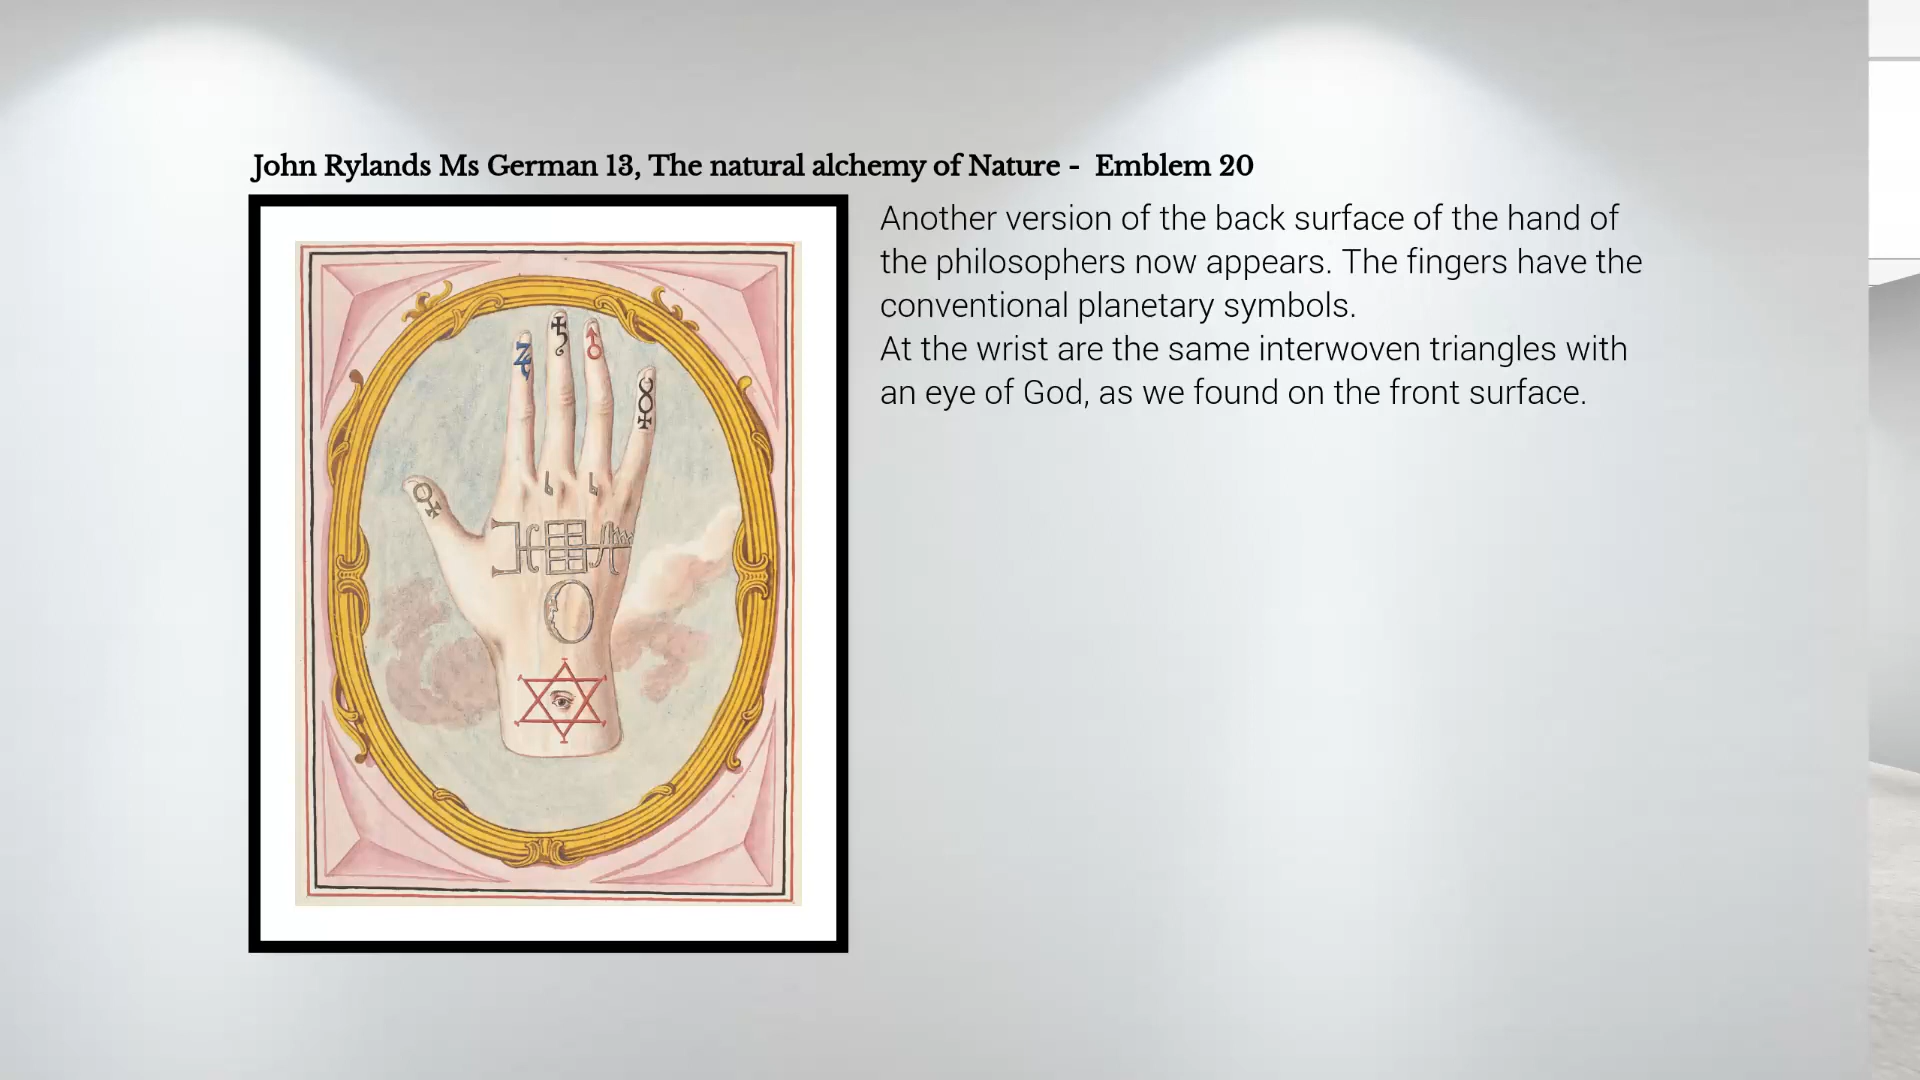 John Rylands Ms German 13, The natural alchemy of Nature - Emblem 20
Another version of the back surface of the hand of
the philosophers now appears. The fingers have the
conventional planetary symbols.
At the wrist are the same interwoven triangles with
an eye of God, as we found on the front surface.